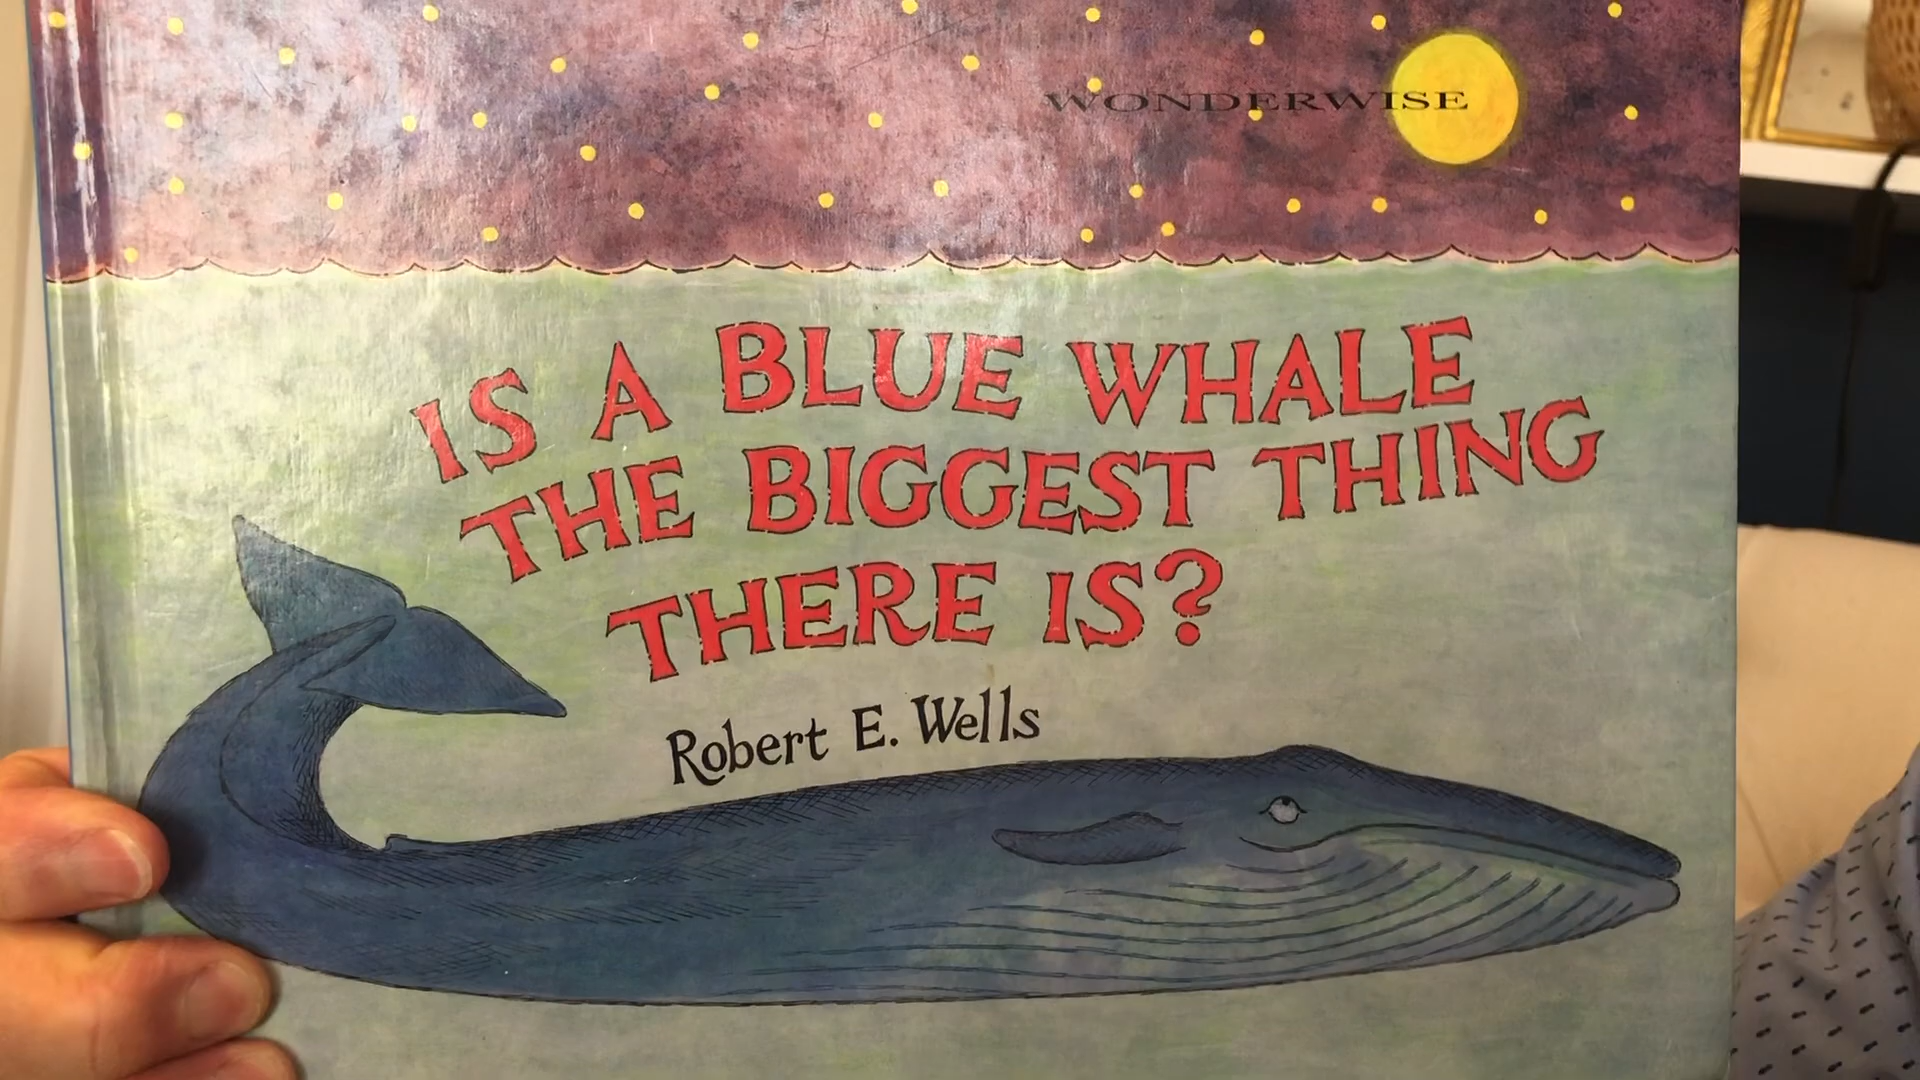 WONDERWISE
IS A BLUE WHALE
THE BIGGEST THING
THERE IS?
Robert E. Wells